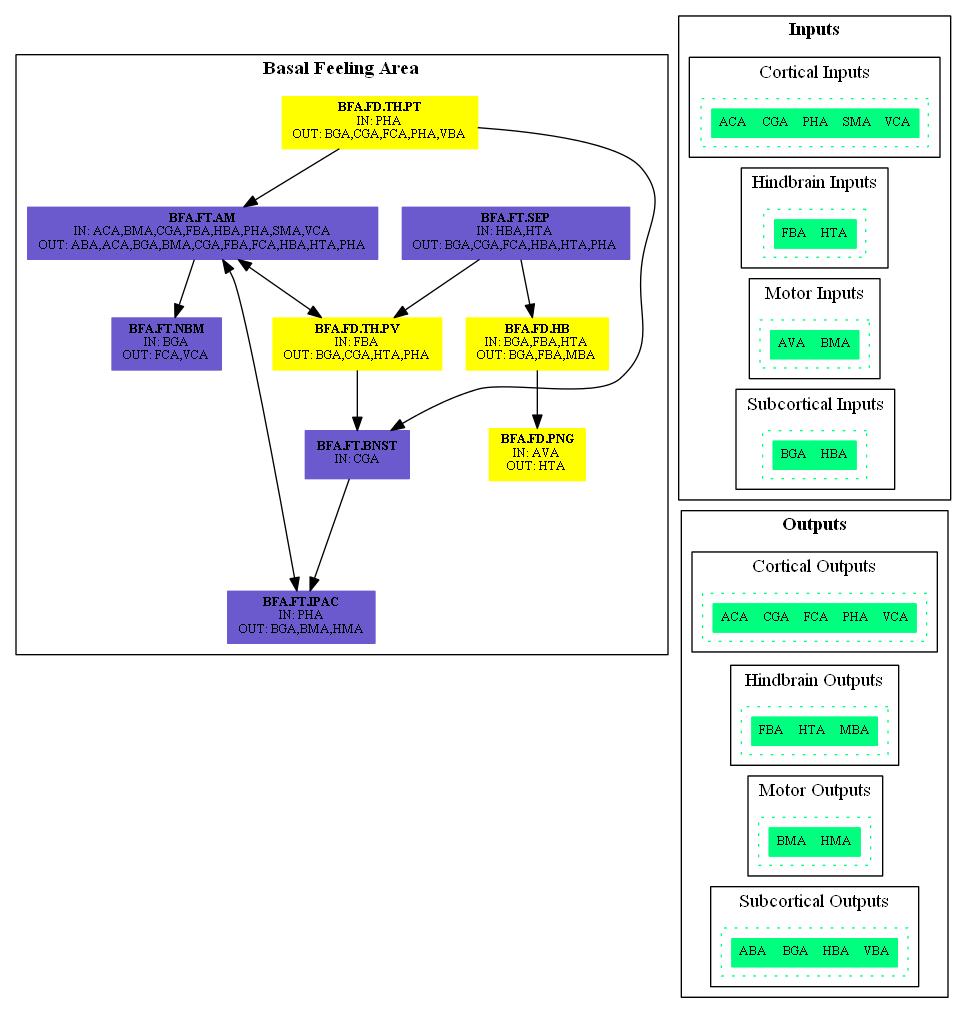 Basal Feeling Area
BFA.FD.TH.PT
IN: PHA
OUT: BGA,CGA,FCA,PHA,VBA
BFA.FT.AM
IN: ACA,BMA,CGA,FBA,HBA,PHA,SMA,VCA
OUT: ABA,ACA,BGA,BMA,CGA,FBA,FCA,HBA,HTA,PHA
BFA.FT.SEP
IN: HBA,HTA
OUT: BGA,CGA,FCA,HBA,HTA,PHA
BFA.FT.NBM
IN: BGA
OUT: FCA,VCA
BFA.FD.TH.PV
IN: FBA
OUT: BGA,CGA,HTA,PHA
BFA.FD.HB
IN: BGA,FBA,HTA
OUT: BGA,FBA,MBA
BFA.FT.BNST
IN: CGA
BFA.FD.PNG
IN: AVA
OUT: HTA
BFA.FT.IPAC
IN: PHA
OUT: BGA,BMA,HMA
Inputs
Cortical Inputs
ACA CGA PHA SMA VCA
Hindbrain Inputs
FBA HTA
Motor Inputs
AVA BMA
Subcortical Inputs
BGA HBA
Outputs
Cortical Outputs
ACA CGA FCA PHA VCA
Hindbrain Outputs
FBA HTA MBA
Motor Outputs
BMA HMA
Subcortical Outputs
ABA BGA HBA VBA